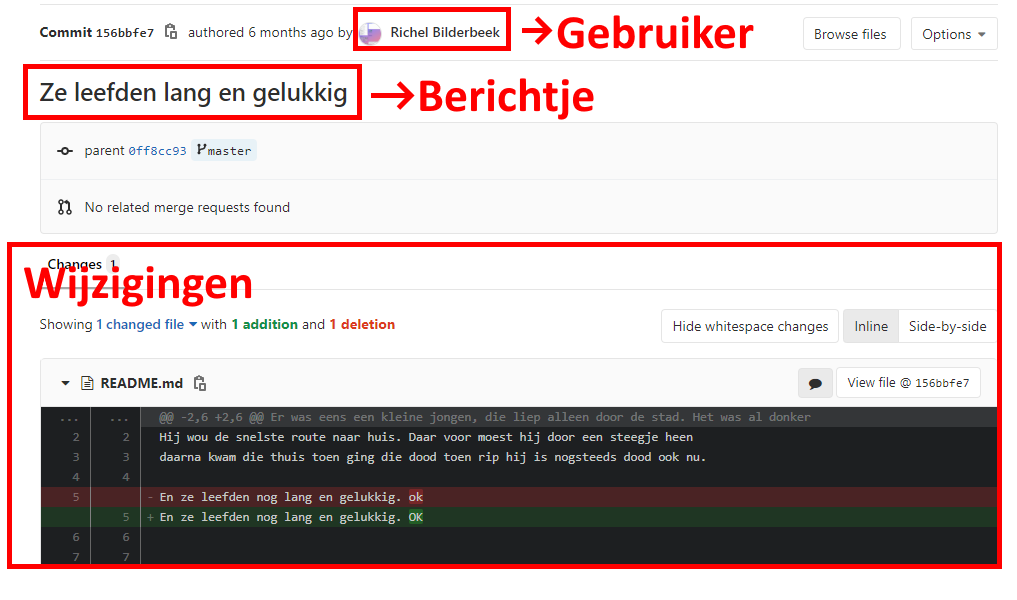 Commit 156bbfe7 authored 6 months ago by Richel Bilderbeek →Gebruiker Browse files Options
Ze leefden lang en gelukkig →Berichtje
parent 0ff8cc93 master
No related merge requests found
Changes 1
Wijzigingen
Showing 1 changed file with 1 addition and 1 deletion Hide whitespace changes Inline Side-by-side
README.md View file @ 156bbfe7
... ... @@ -2,6 +2,6 @@ Er was eens een kleine jongen, die liep alleen door de stad. Het was al donker
2 2 Hij wou de snelste route naar huis. Daar voor moest hij door een steegje heen
3 3 daarna kwam die thuis toen ging die dood toen rip hij is nogsteeds dood ook nu.
4 4
5 - En ze leefden nog lang en gelukkig. ok
5 + En ze leefden nog lang en gelukkig. OK
6 6
7 7